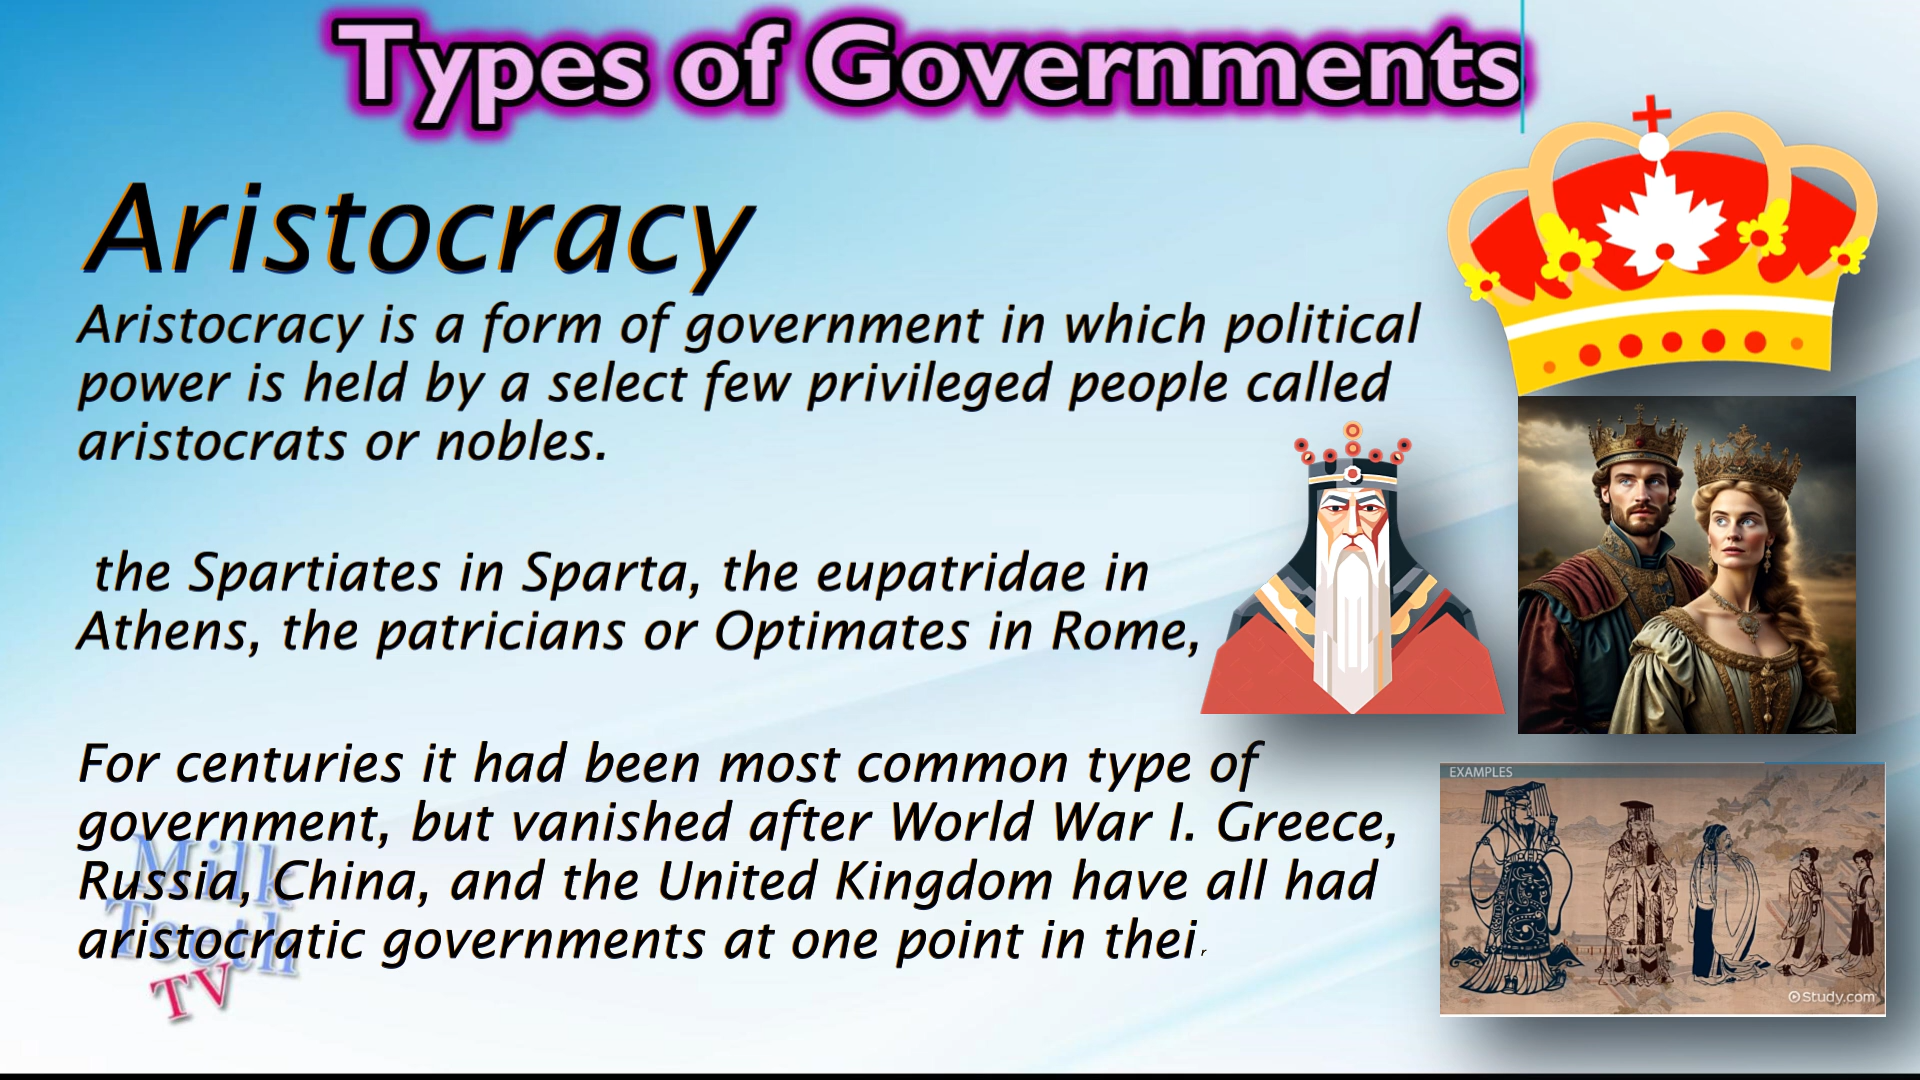 Types of Governments
Aristocracy
Aristocracy is a form of government in which political
power is held by a select few privileged people called
aristocrats or nobles.
the Spartiates in Sparta, the eupatridae in
Athens, the patricians or Optimates in Rome,
For centuries it had been most common type of
government, but vanished after World War I. Greece,
Russia, China, and the United Kingdom have all had
aristocratic governments at one point in thei
Milk
Teeth
TV
EXAMPLES
Study.com